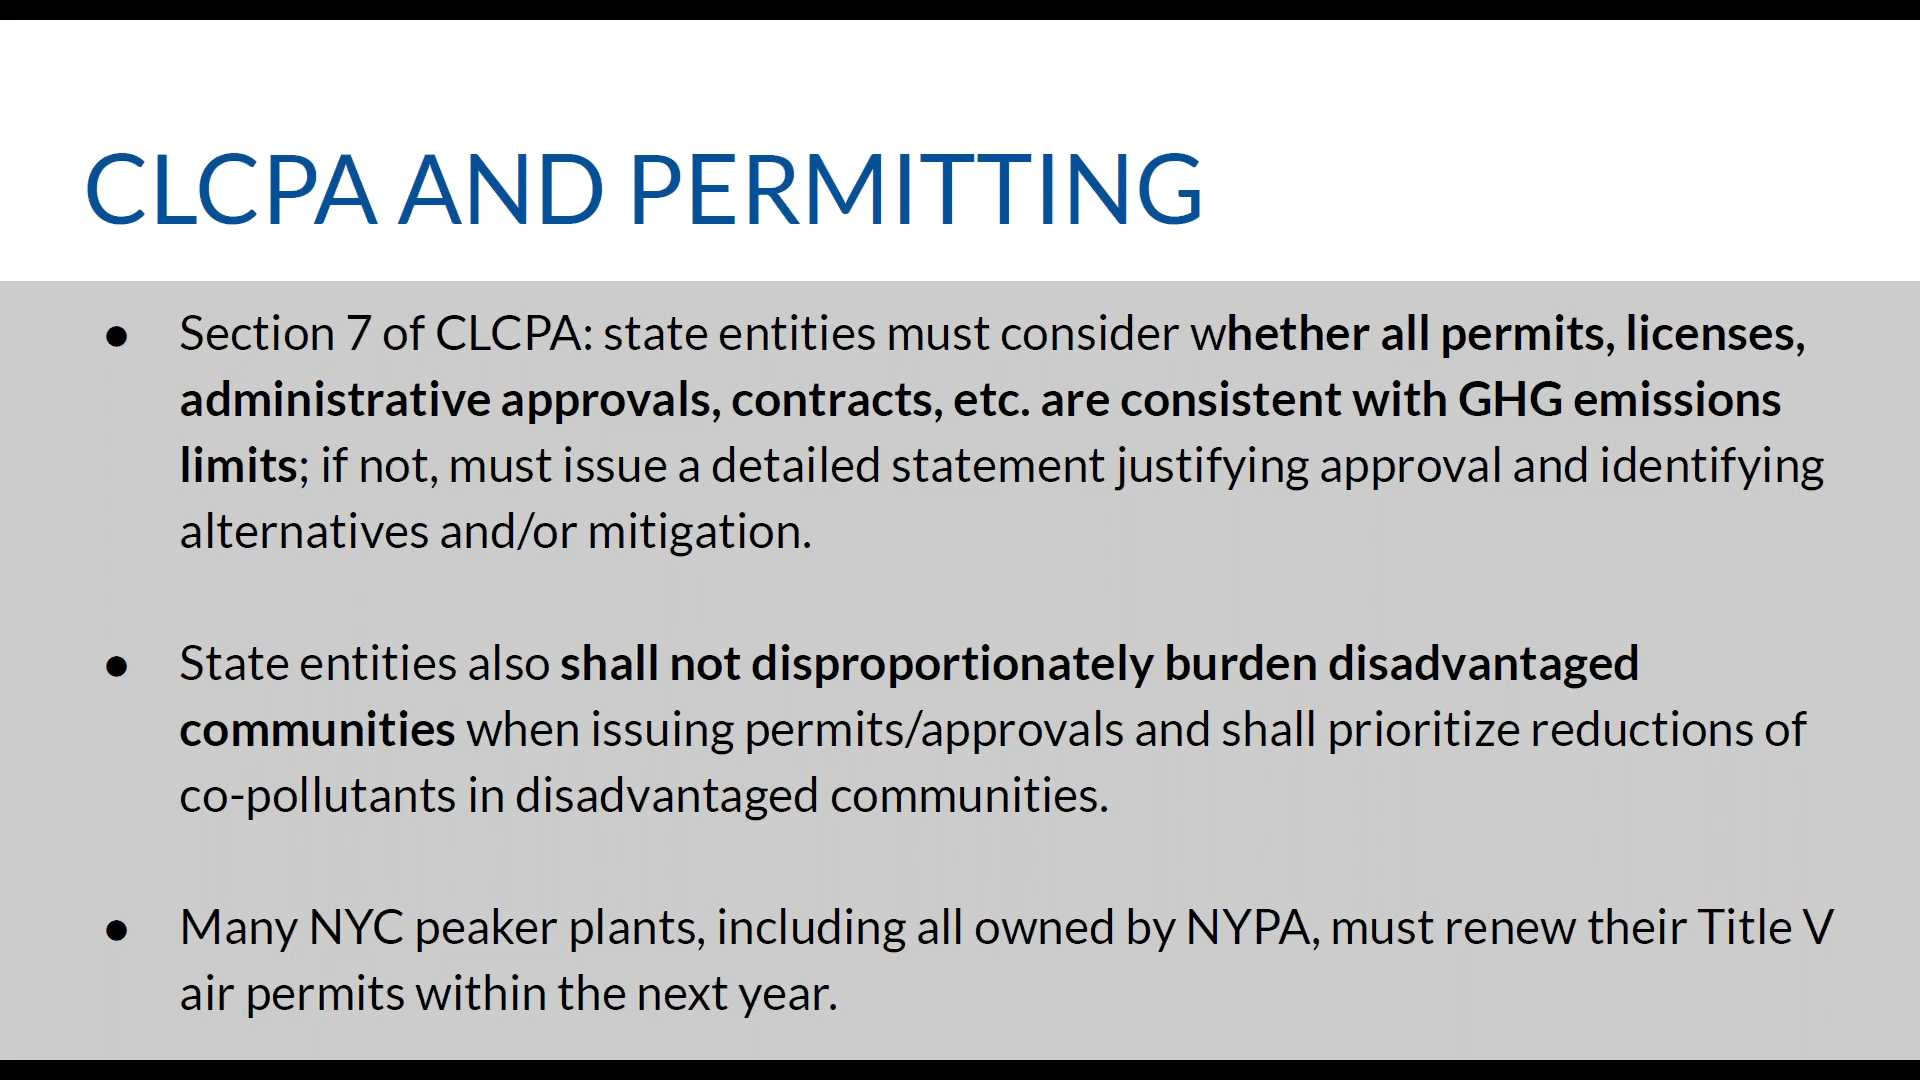 CLCPA AND PERMITTING
● Section 7 of CLCPA: state entities must consider whether all permits, licenses,
administrative approvals, contracts, etc. are consistent with GHG emissions
limits; if not, must issue a detailed statement justifying approval and identifying
alternatives and/or mitigation.
● State entities also shall not disproportionately burden disadvantaged
communities when issuing permits/approvals and shall prioritize reductions of
co-pollutants in disadvantaged communities.
● Many NYC peaker plants, including all owned by NYPA, must renew their Title V
air permits within the next year.